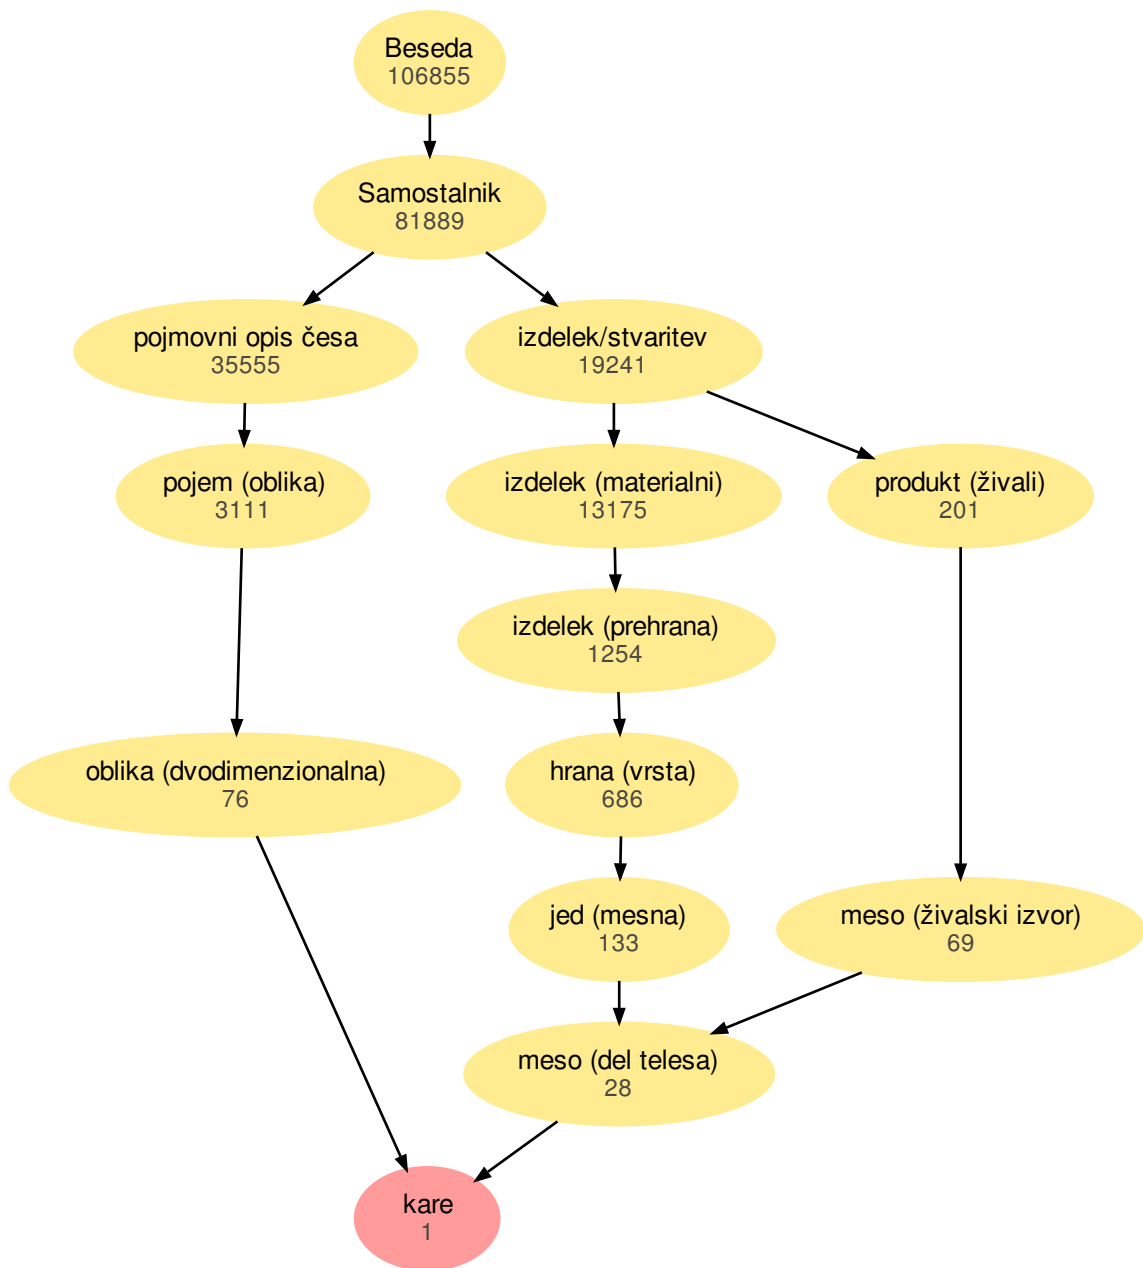 Beseda
106855
Samostalnik
81889
pojmovni opis česa
35555
izdelek/stvaritev
19241
pojem (oblika)
3111
izdelek (materialni)
13175
produkt (živali)
201
izdelek (prehrana)
1254
oblika (dvodimenzionalna)
76
hrana (vrsta)
686
jed (mesna)
133
meso (živalski izvor)
69
meso (del telesa)
28
kare
1